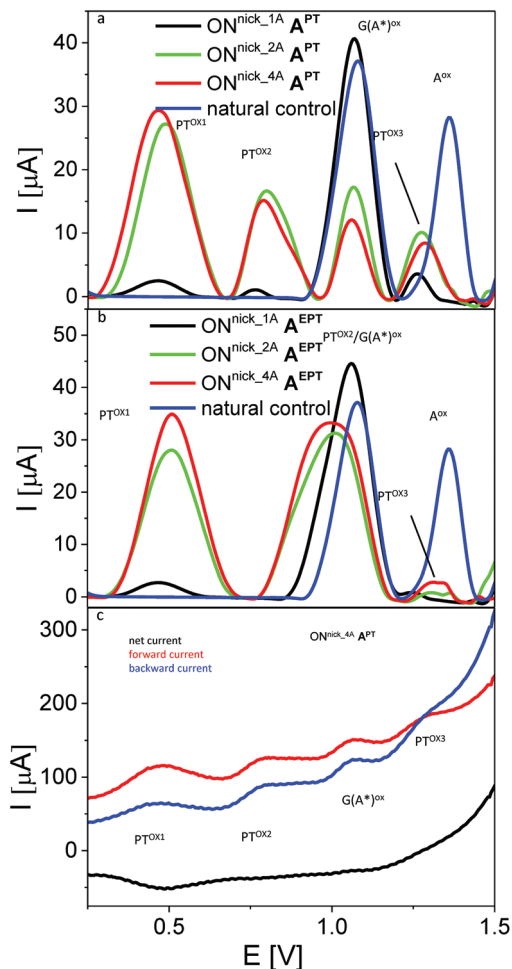 a
ONnick_1A APT
ONnick_2A APT
ONnick_4A APT
natural control
G(A*)ox
Aox
PTOX1
PTOX2
PTOX3
I [µA]
40
30
20
10
0
b
ONnick_1A AEPT
ONnick_2A AEPT
ONnick_4A AEPT
natural control
PTOX2/G(A*)ox
PTOX1
Aox
PTOX3
I [µA]
50
40
30
20
10
0
c
net current
forward current
backward current
ONnick_4A APT
PTOX3
G(A*)ox
PTOX1
PTOX2
I [µA]
300
200
100
0
0.5 1.0 1.5
E [V]